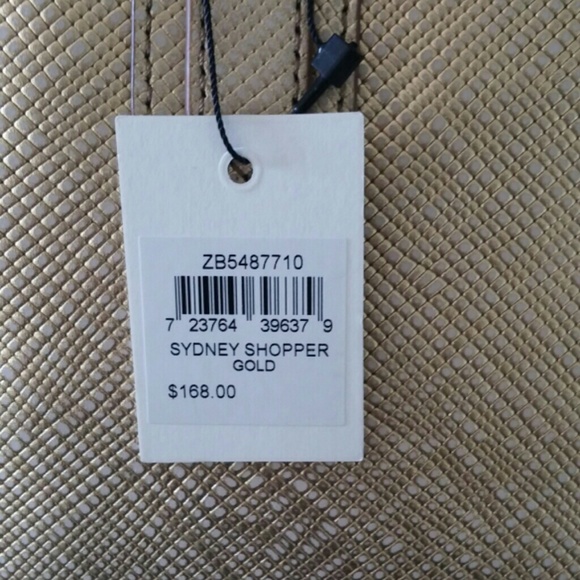 ZB5487710
7 23764 39637 9
SYDNEY SHOPPER
GOLD
$168.00